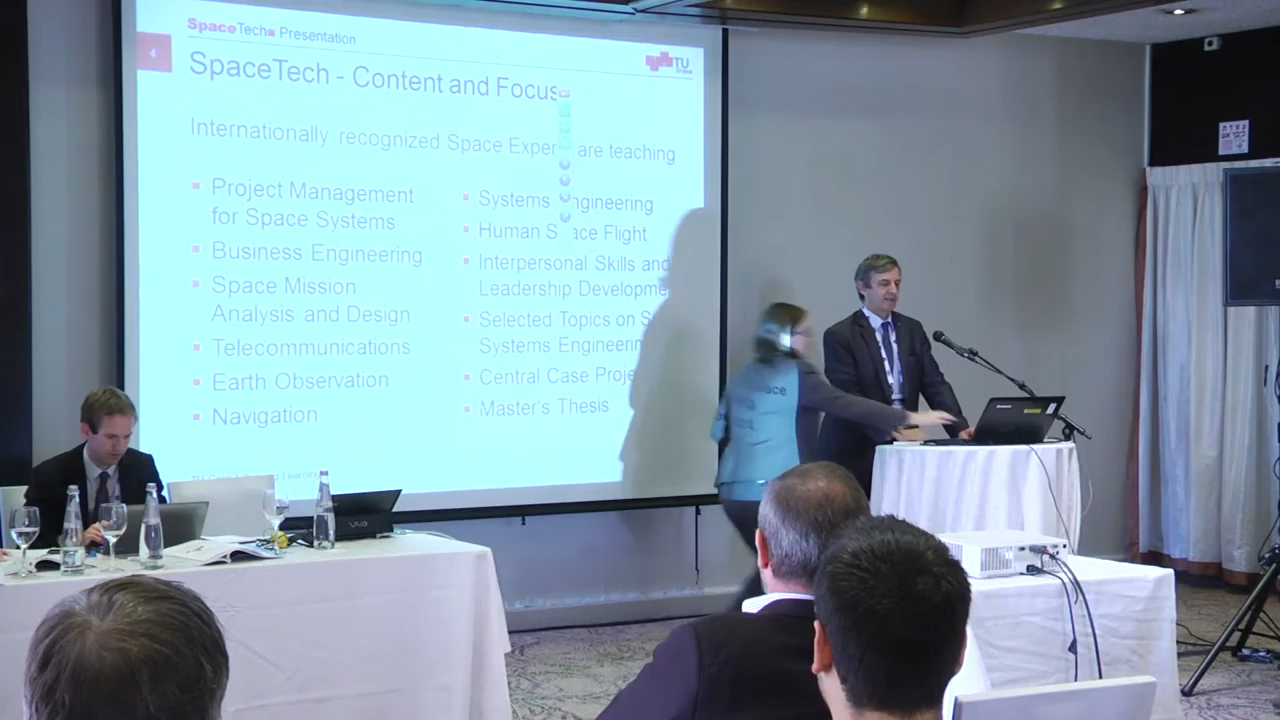 SpaceTech Presentation
4
TU
SpaceTech - Content and Focus
Internationally recognized Space Exper are teaching
Project Management
for Space Systems
Business Engineering
Space Mission
Analysis and Design
Telecommunications
Earth Observation
Navigation
Systems ngineering
Human S ace Flight
Interpersonal Skills and
Leadership Developme
Selected Topics on S
Systems Engineerin
Central Case Proje
Master's Thesis
ace
VAIO